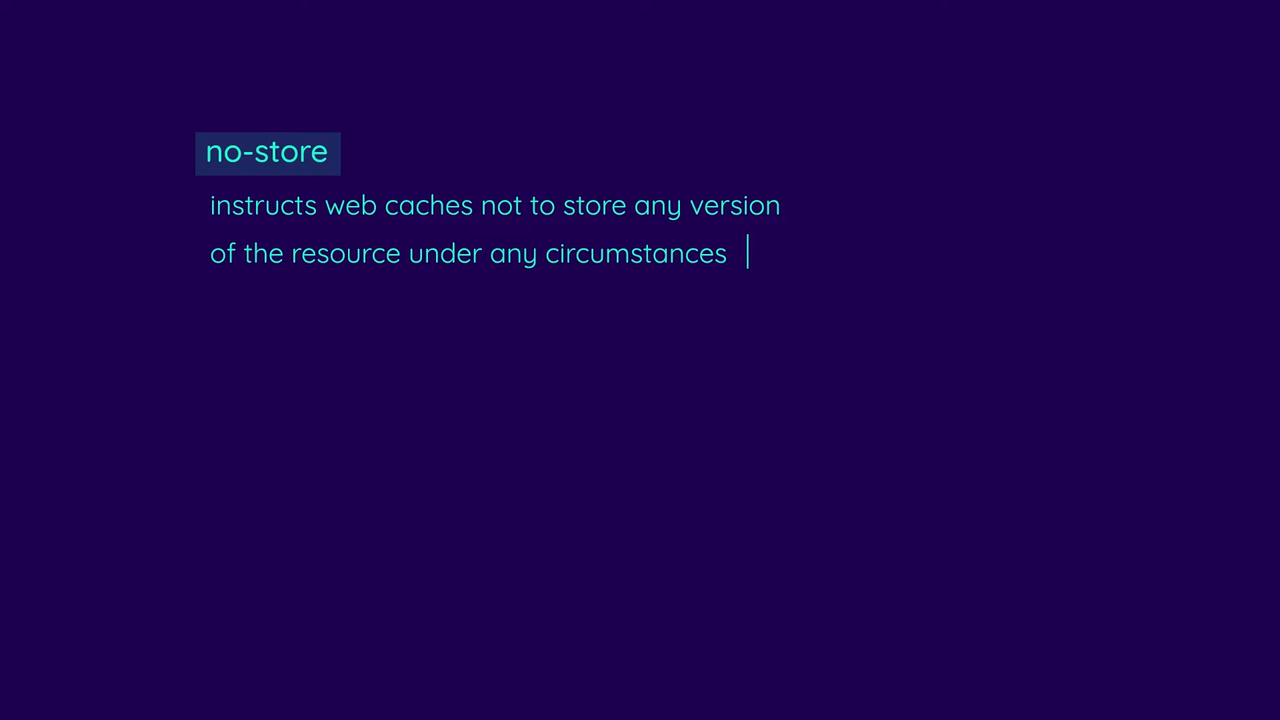 no-store
instructs web caches not to store any version
of the resource under any circumstances